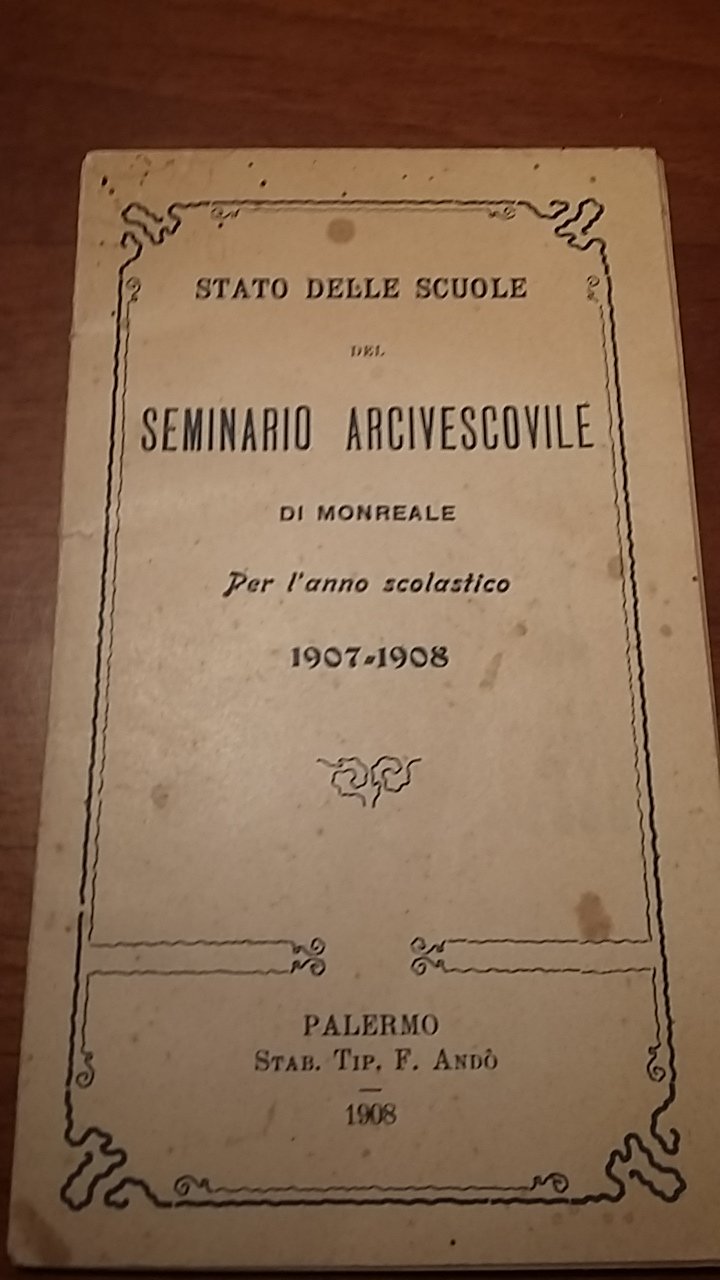 STATO DELLE SCUOLE
DEL
SEMINARIO ARCIVESCOVILE
DI MONREALE
Per l'anno scolastico
1907-1908
PALERMO
STAB. TIP. F. ANDÒ
1908